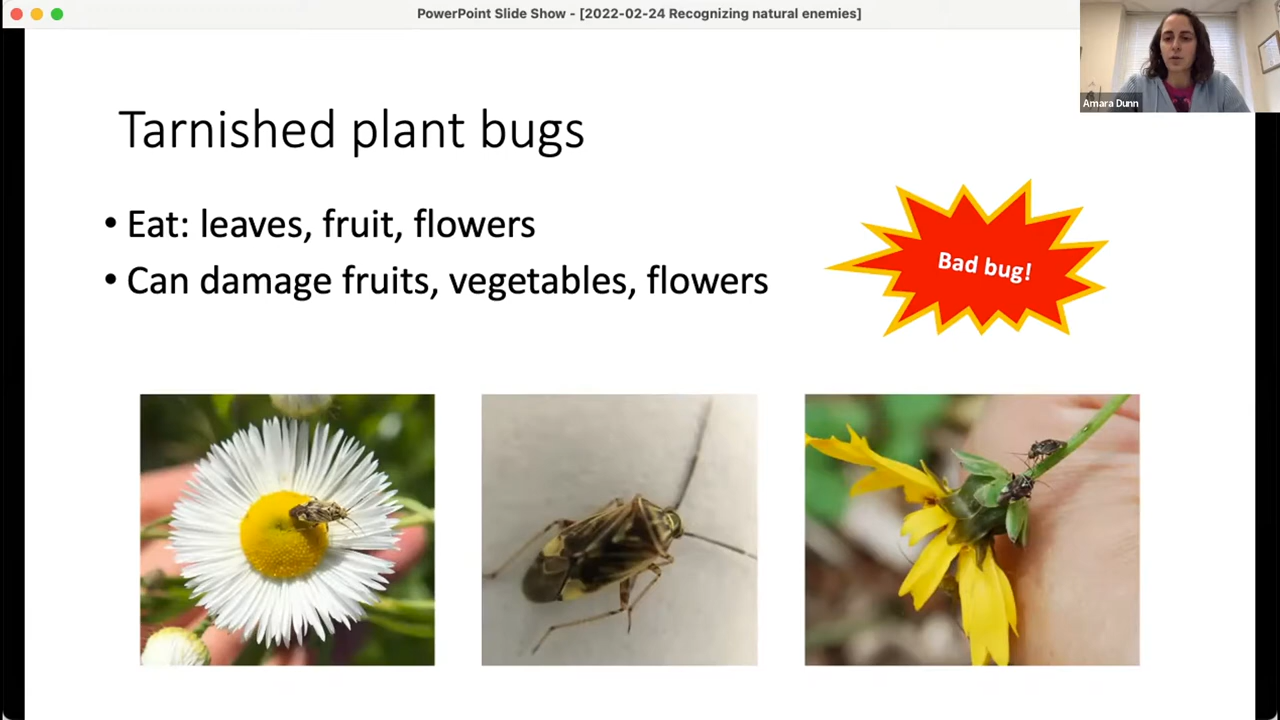 PowerPoint Slide Show - [2022-02-24 Recognizing natural enemies]
Amara Dunn
Tarnished plant bugs
• Eat: leaves, fruit, flowers
• Can damage fruits, vegetables, flowers
Bad bug!